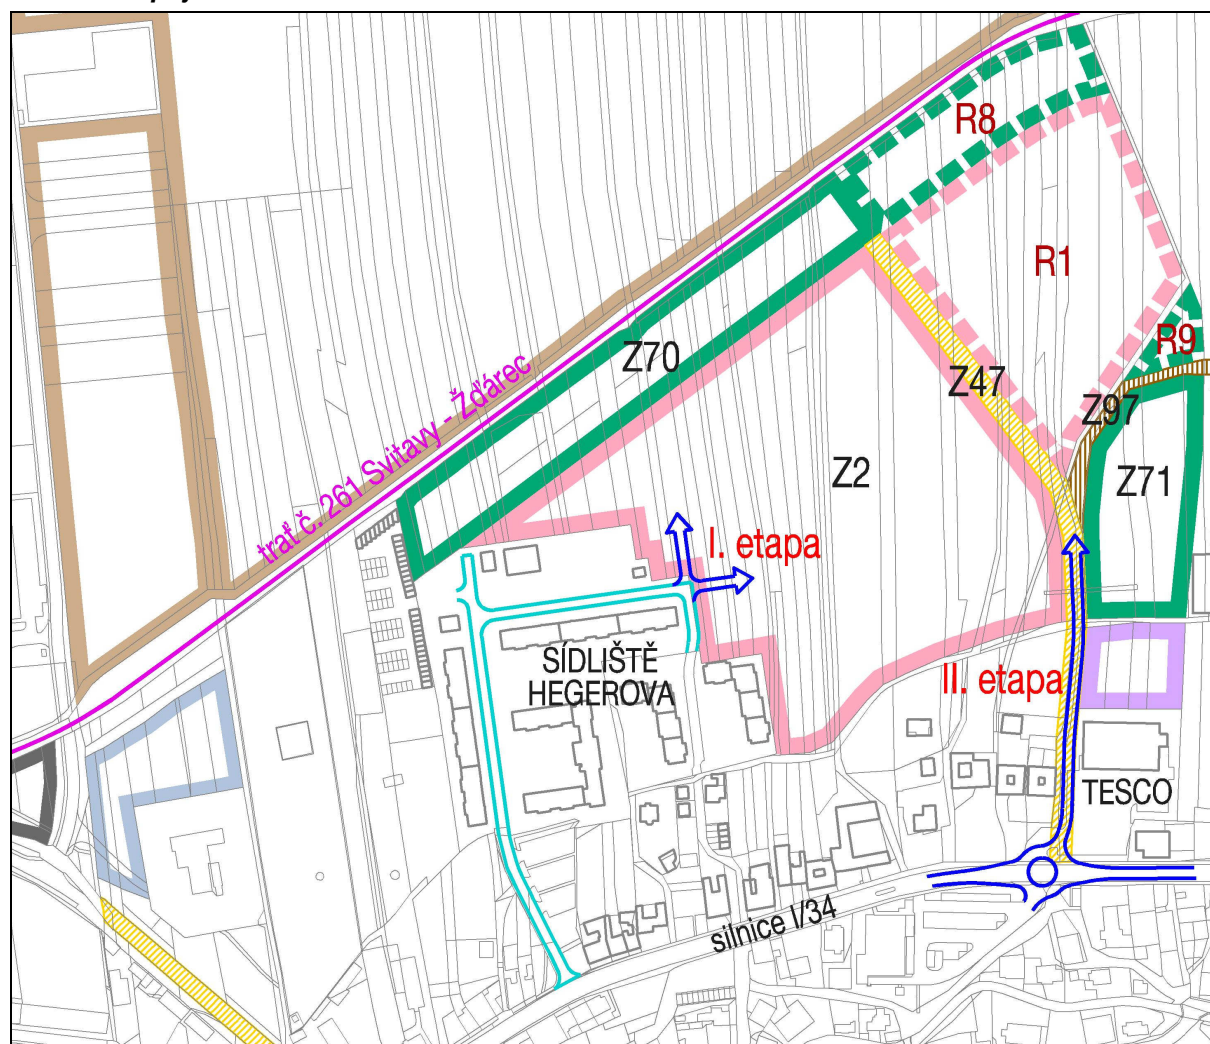 R8
R1
R9
Z70
Z47
Z97
trať č. 261 Svitavy - Žďárec
Z2
Z71
I. etapa
SÍDLIŠTĚ
HEGEROVA
II. etapa
TESCO
silnice I/34